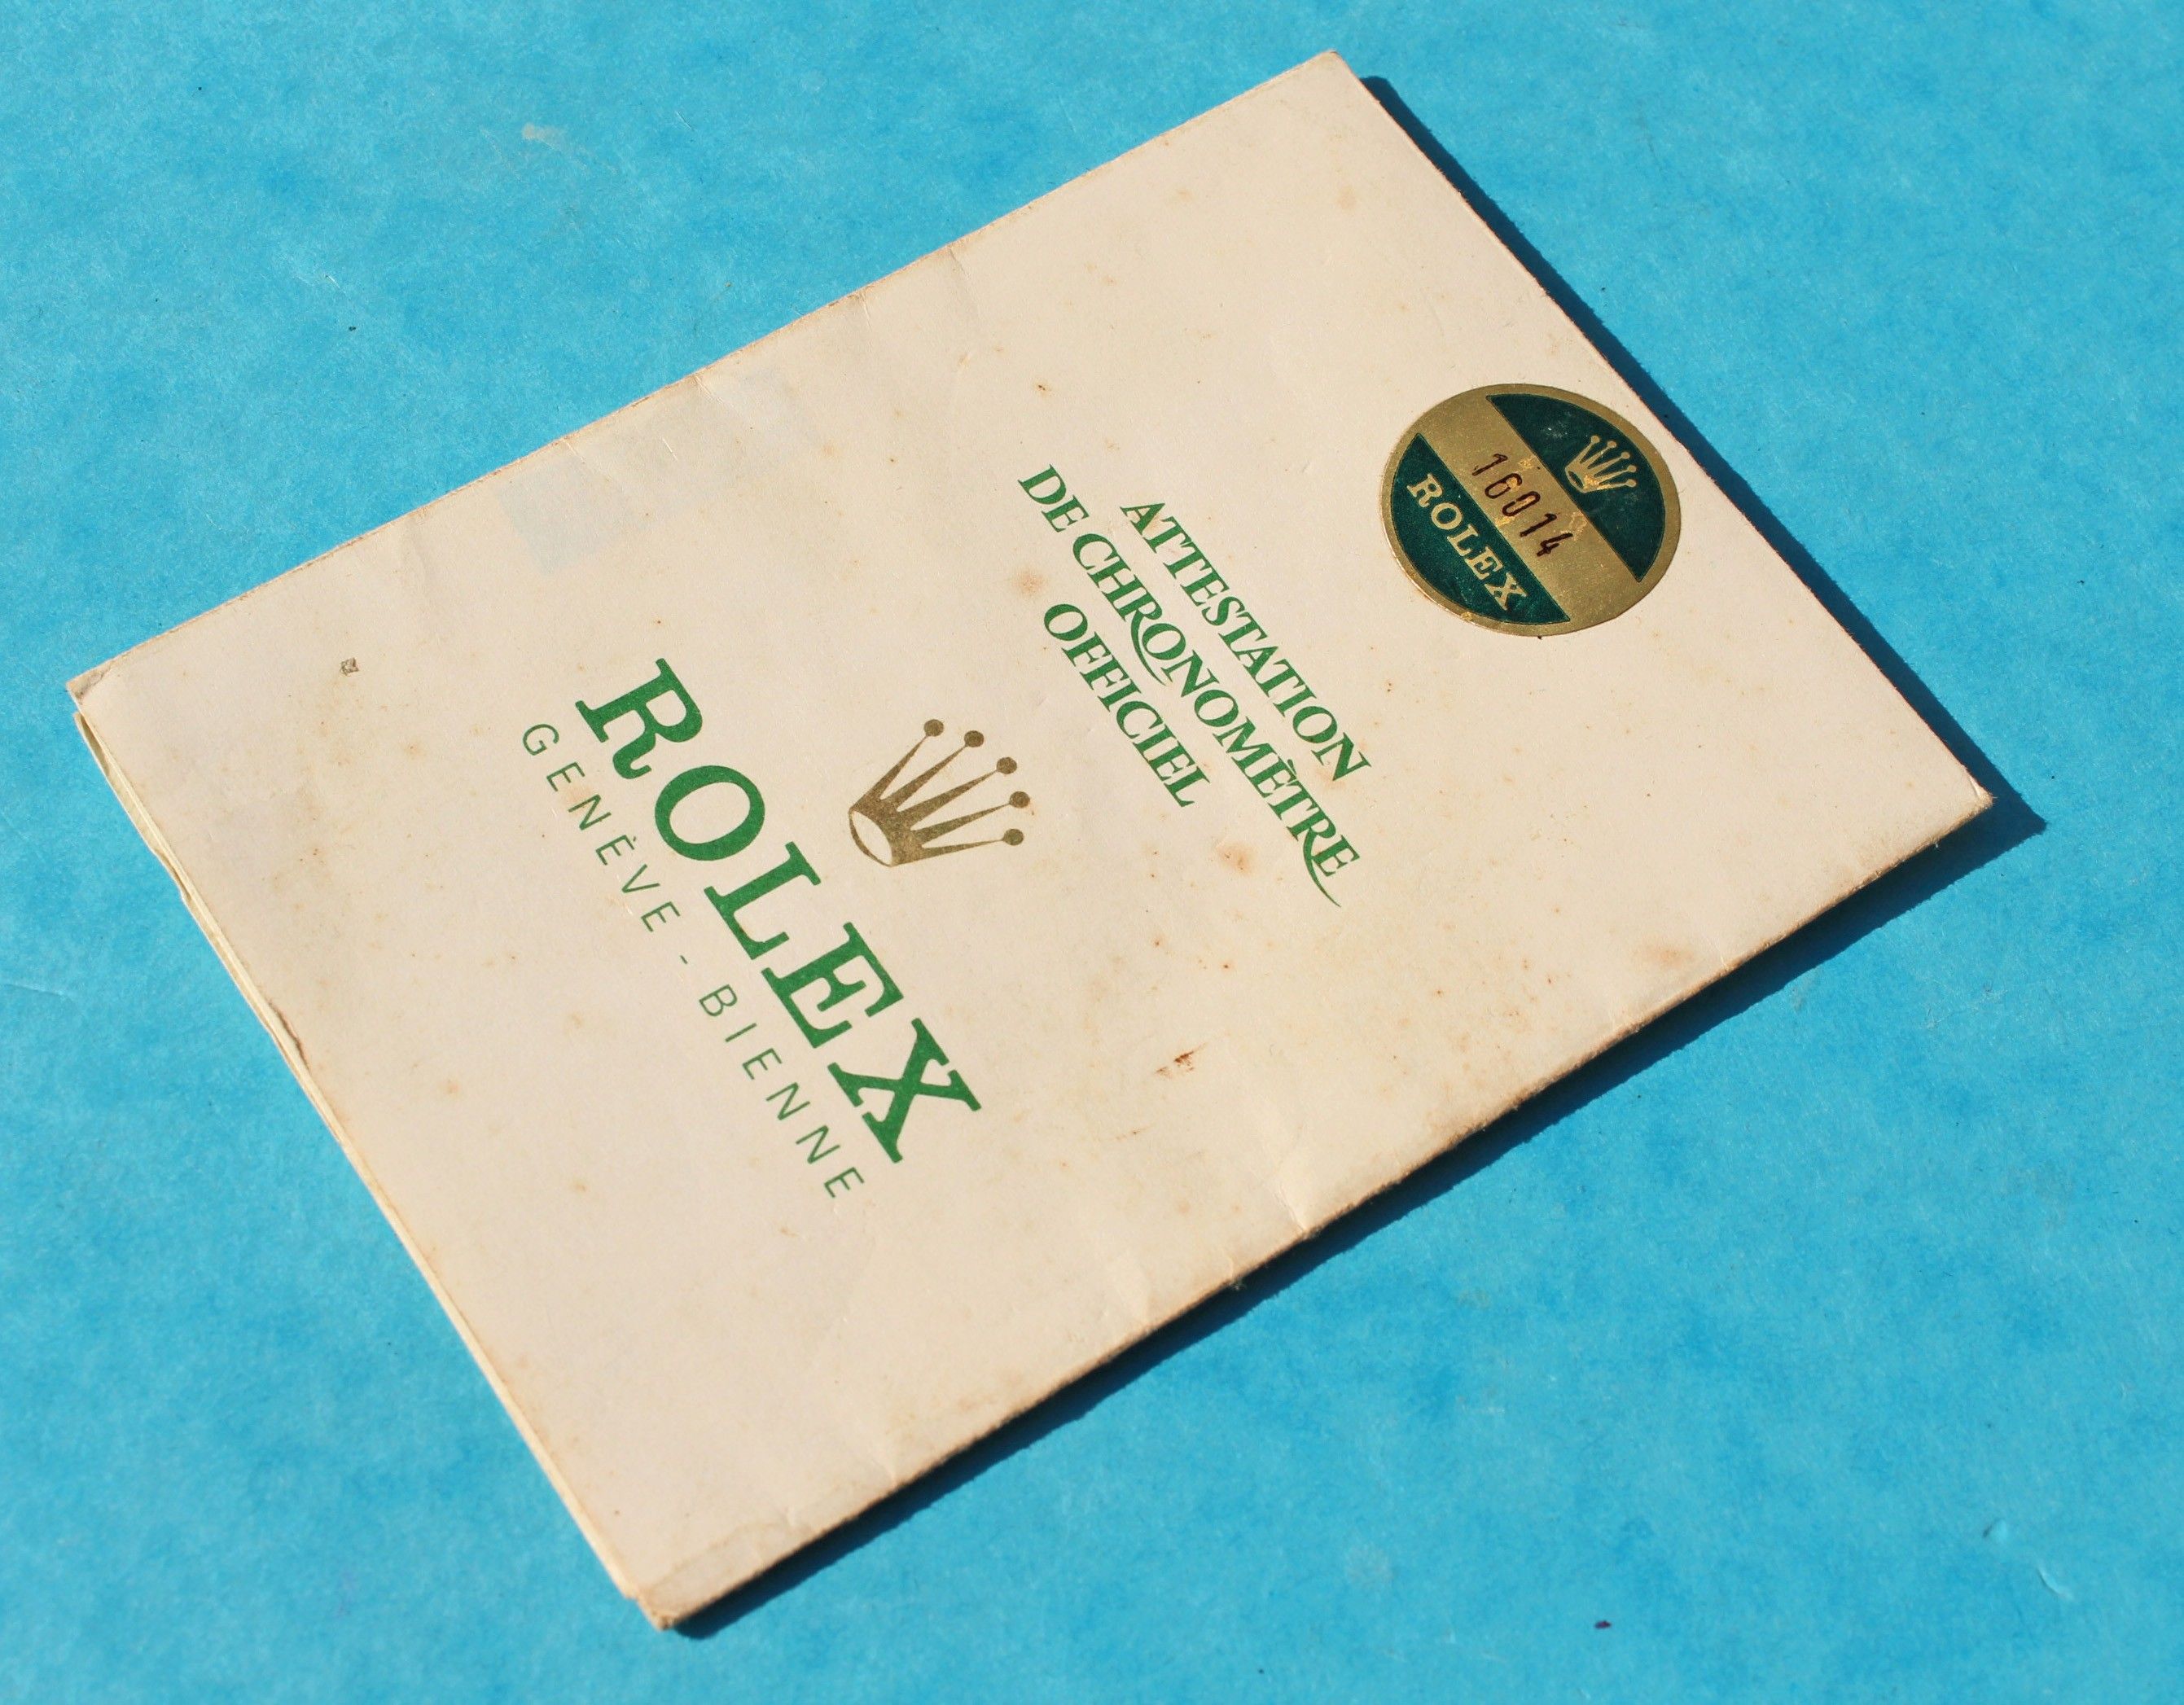 16014
ROLEX
ATTESTATION
DE CHRONOMÈTRE
OFFICIEL
ROLEX
GENÈVE - BIENNE